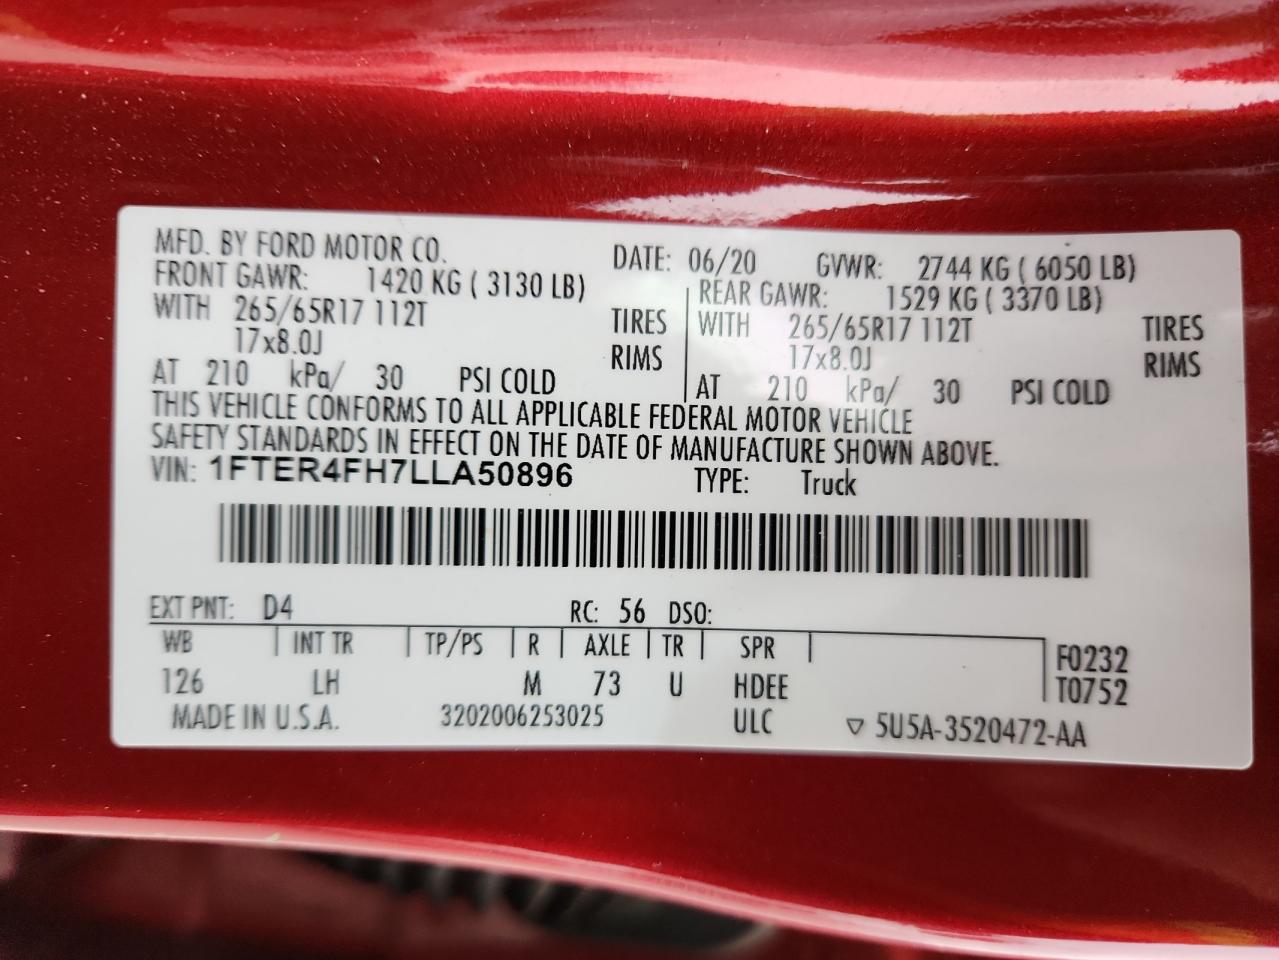 MFD. BY FORD MOTOR CO. DATE: 06/20 GVWR: 2744 KG ( 6050 LB)
FRONT GAWR: 1420 KG ( 3130 LB) REAR GAWR: 1529 KG ( 3370 LB)
WITH 265/65R17 112T TIRES WITH 265/65R17 112T TIRES
17x8.0J RIMS 17x8.0J RIMS
AT 210 kPa/ 30 PSI COLD AT 210 kPa/ 30 PSI COLD
THIS VEHICLE CONFORMS TO ALL APPLICABLE FEDERAL MOTOR VEHICLE
SAFETY STANDARDS IN EFFECT ON THE DATE OF MANUFACTURE SHOWN ABOVE.
VIN: 1FTER4FH7LLA50896 TYPE: Truck
EXT PNT: D4 RC: 56 DSO:
WB INT TR TP/PS R AXLE TR SPR F0232
126 LH M 73 U HDEE T0752
MADE IN U.S.A. 3202006253025 ULC ▽ 5U5A-3520472-AA